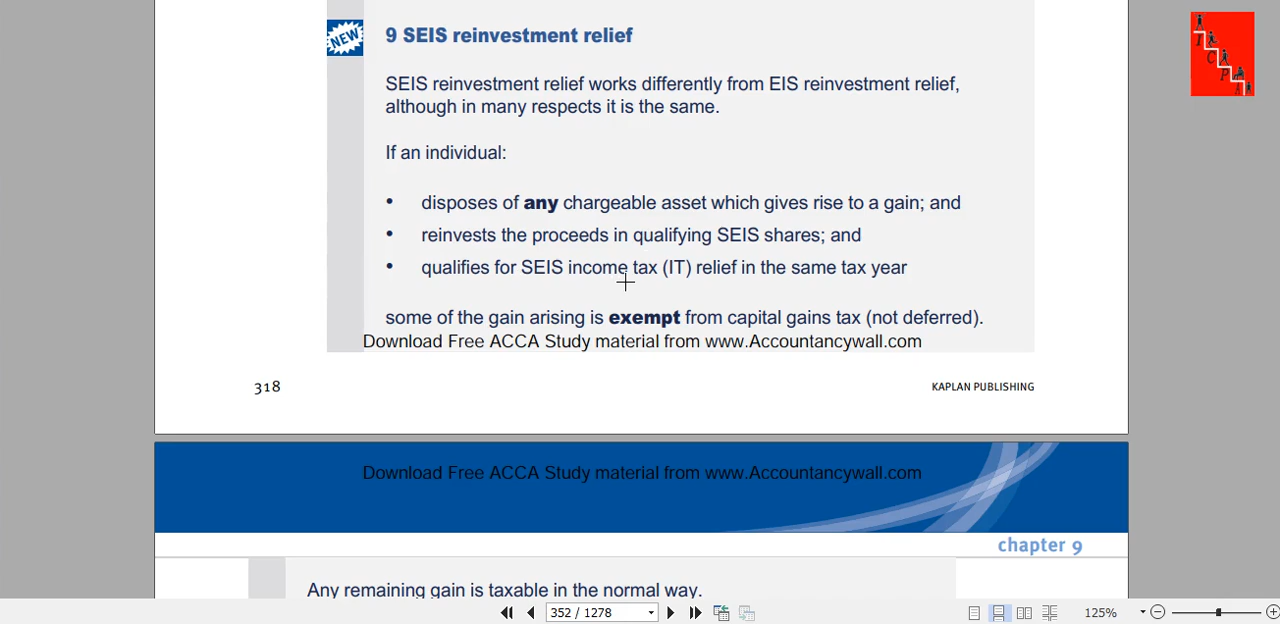 NEW
9 SEIS reinvestment relief
SEIS reinvestment relief works differently from EIS reinvestment relief,
although in many respects it is the same.
If an individual:
• disposes of any chargeable asset which gives rise to a gain; and
• reinvests the proceeds in qualifying SEIS shares; and
• qualifies for SEIS income tax (IT) relief in the same tax year
some of the gain arising is exempt from capital gains tax (not deferred).
Download Free ACCA Study material from www.Accountancywall.com
318
KAPLAN PUBLISHING
Download Free ACCA Study material from www.Accountancywall.com
chapter 9
Any remaining gain is taxable in the normal way.
352 / 1278
125%
T
C
P
A